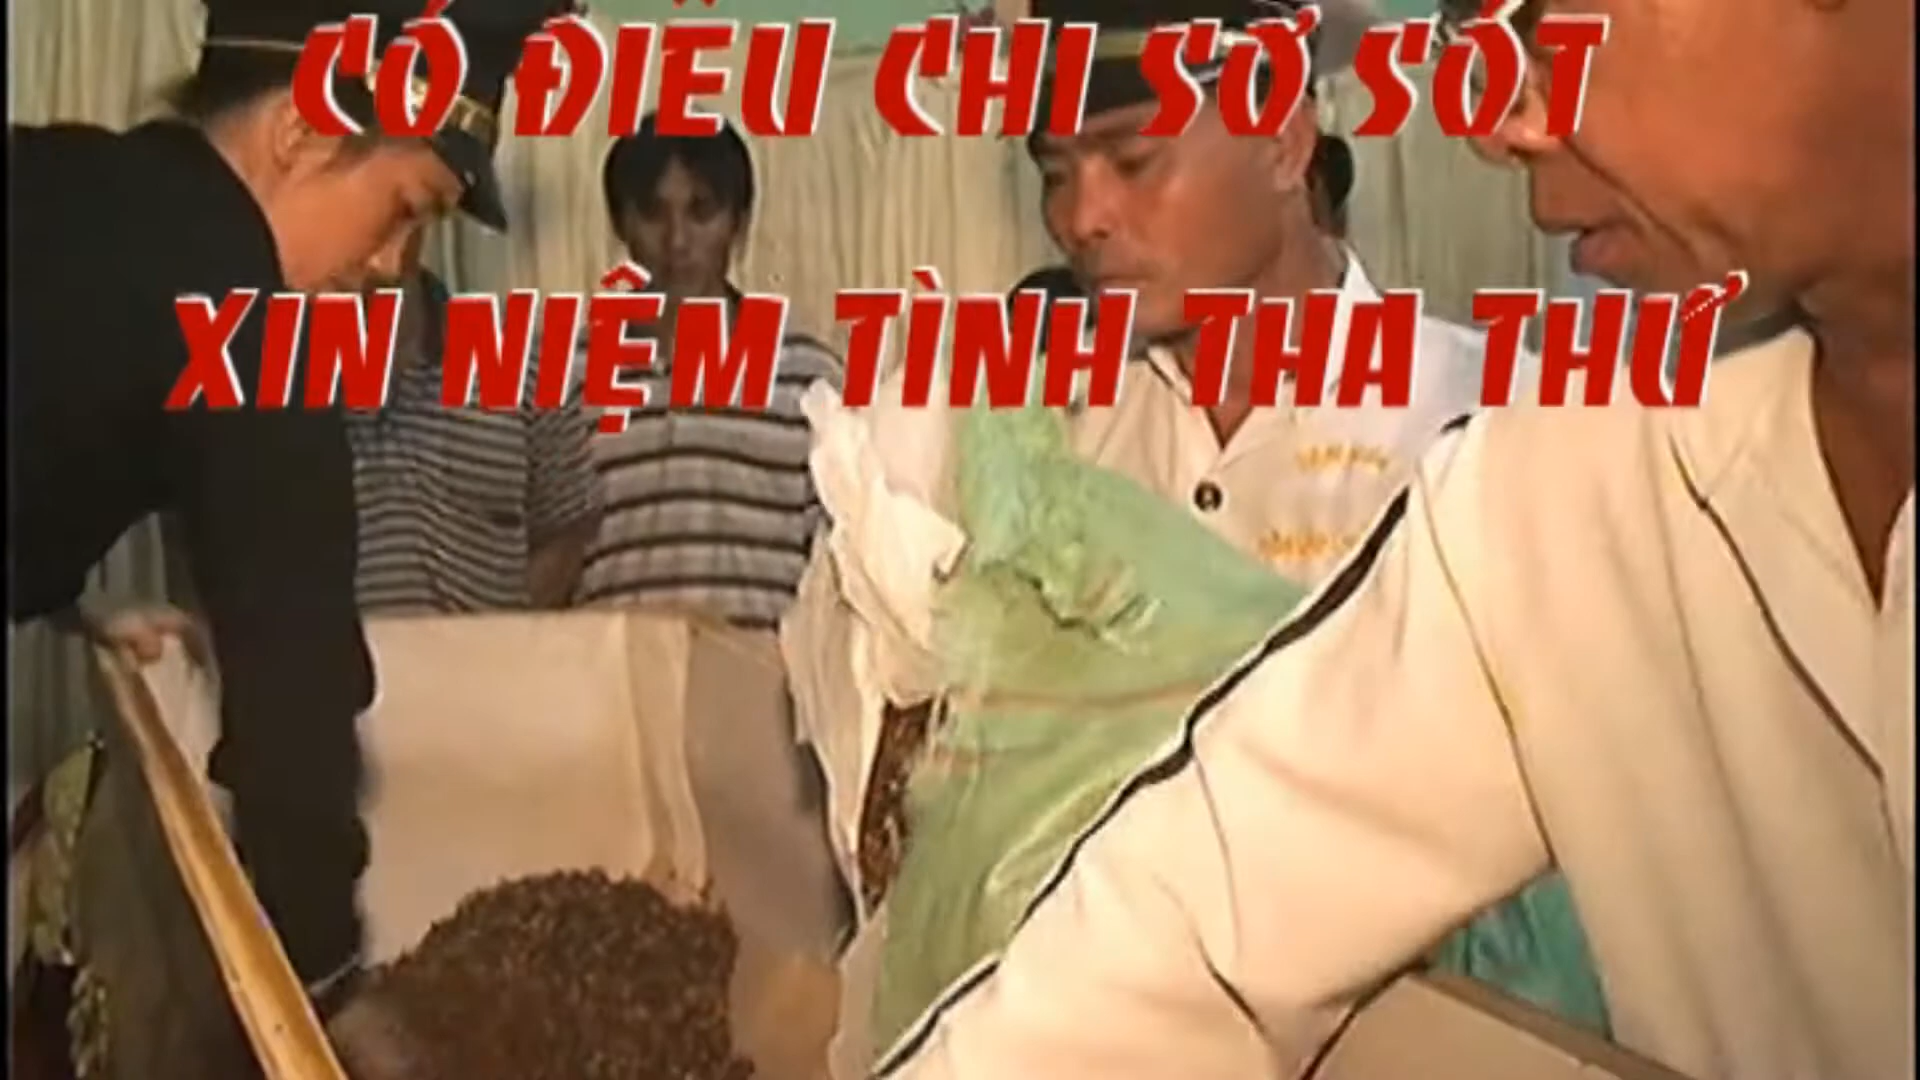 CÓ ĐIỀU CHI SƠ SÓT
XIN NIỆM TÌNH THA THỨ